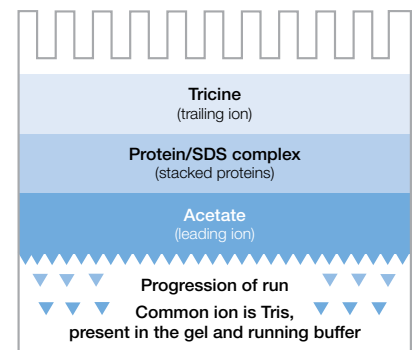 Tricine
(trailing ion)
Protein/SDS complex
(stacked proteins)
Acetate
(leading ion)
Progression of run
Common ion is Tris,
present in the gel and running buffer